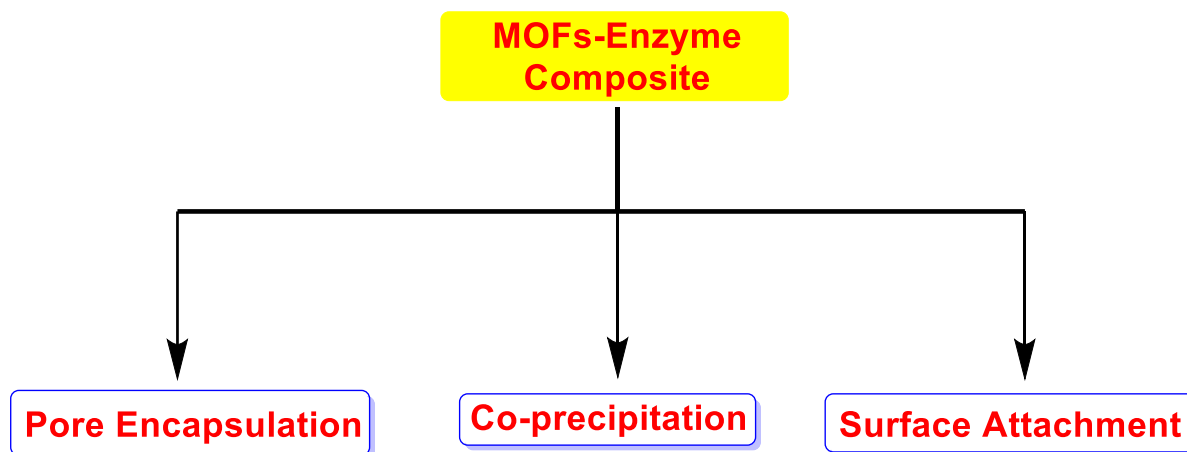 MOFs-Enzyme
Composite
Pore Encapsulation
Co-precipitation
Surface Attachment